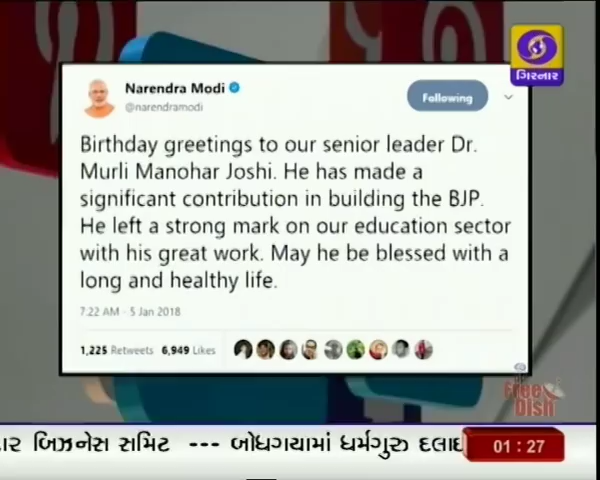 ગિરનાર
Narendra Modi
@narendramodi
Following
Birthday greetings to our senior leader Dr.
Murli Manohar Joshi. He has made a
significant contribution in building the BJP.
He left a strong mark on our education sector
with his great work. May he be blessed with a
long and healthy life.
7:22 AM - 5 Jan 2018
1,225 Retweets 6,949 Likes
Free
Dish
બિઝનેસ સમિટ --- બોધગયામાં ધર્મગુરુ
01 : 27